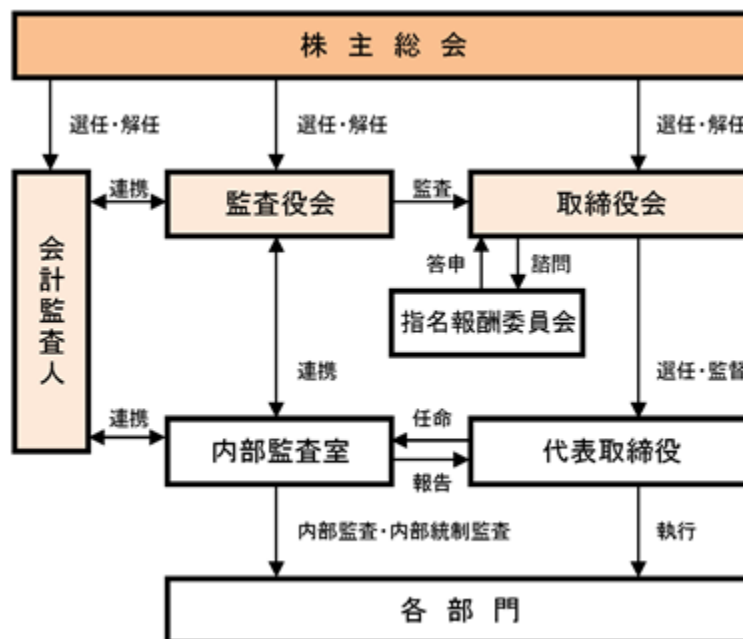 株主総会
選任・解任
選任・解任
選任・解任
連携
監査役会
監査
取締役会
会計監査人
答申
諮問
指名報酬委員会
連携
選任・監督
連携
内部監査室
任命
報告
代表取締役
内部監査・内部統制監査
執行
各部門